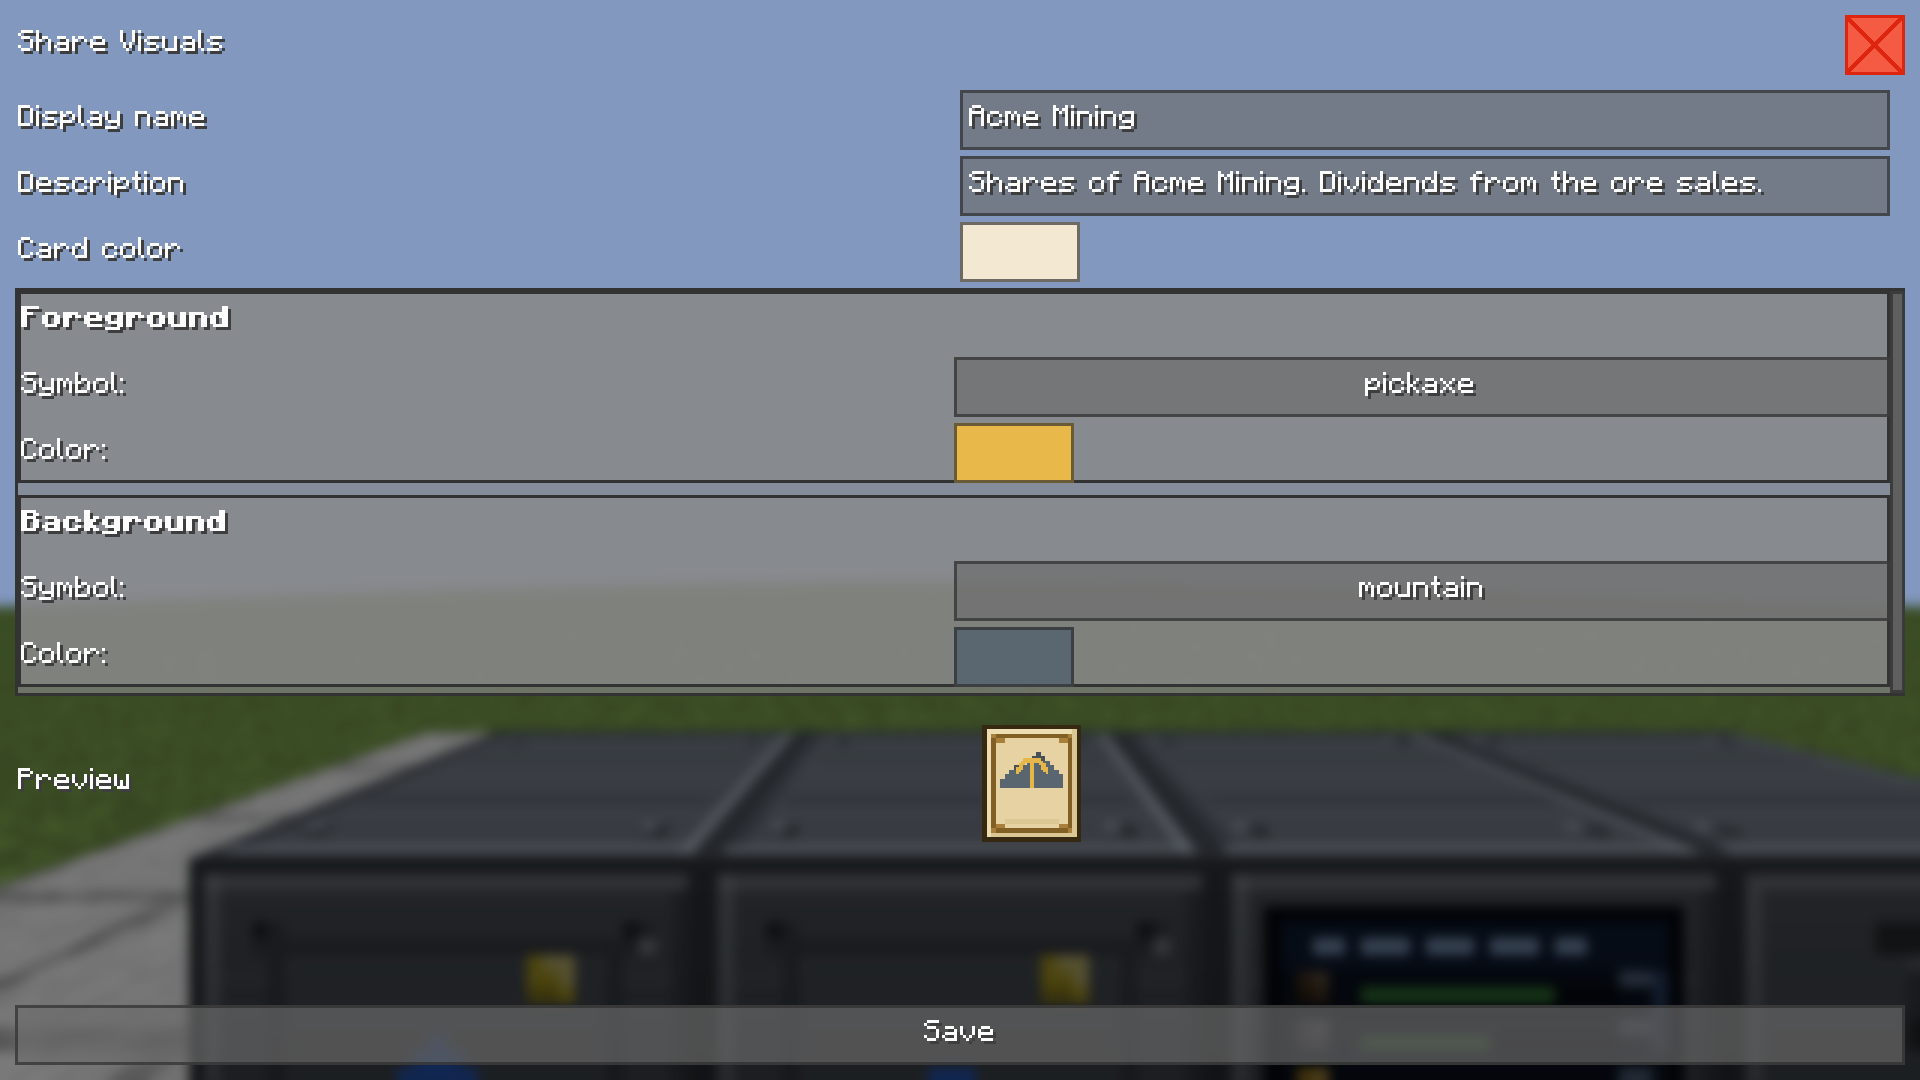 Share Visuals
Display name
Acme Mining
Description
Shares of Acme Mining. Dividends from the ore sales.
Card color
Foreground
Symbol:
pickaxe
Color:
Background
Symbol:
mountain
Color:
Preview
Save